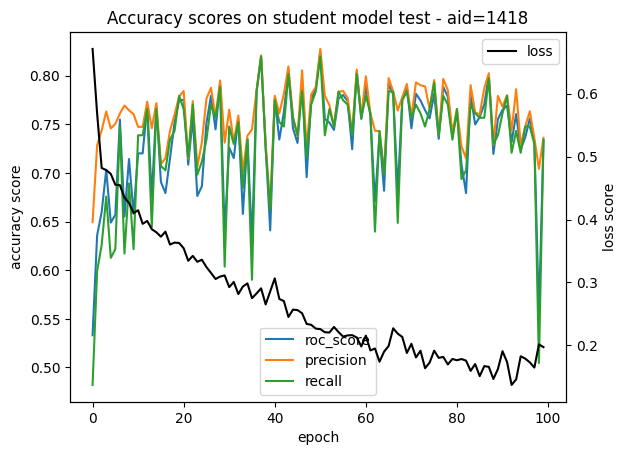 Accuracy scores on student model test - aid=1418
loss
accuracy score
0.80
0.75
0.70
0.65
0.60
0.55
0.50
0.6
0.5
0.4
0.3
0.2
loss score
roc_score
precision
recall
0
20
40
60
80
100
epoch